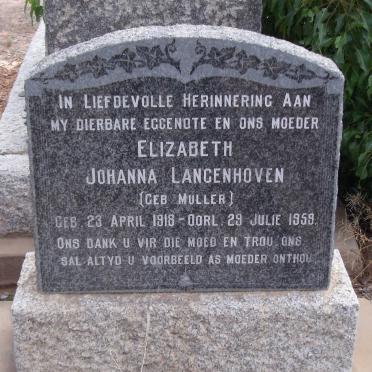 In Liefdevolle Herinnering Aan
my dierbare eggenote en ons moeder
Elizabeth
Johanna Langenhoven
(Geb Muller)
Geb. 23 April 1918 - Oorl. 29 Julie 1959.
Ons dank U vir die moed en trou, ons
sal altyd U voorbeeld as moeder onthou